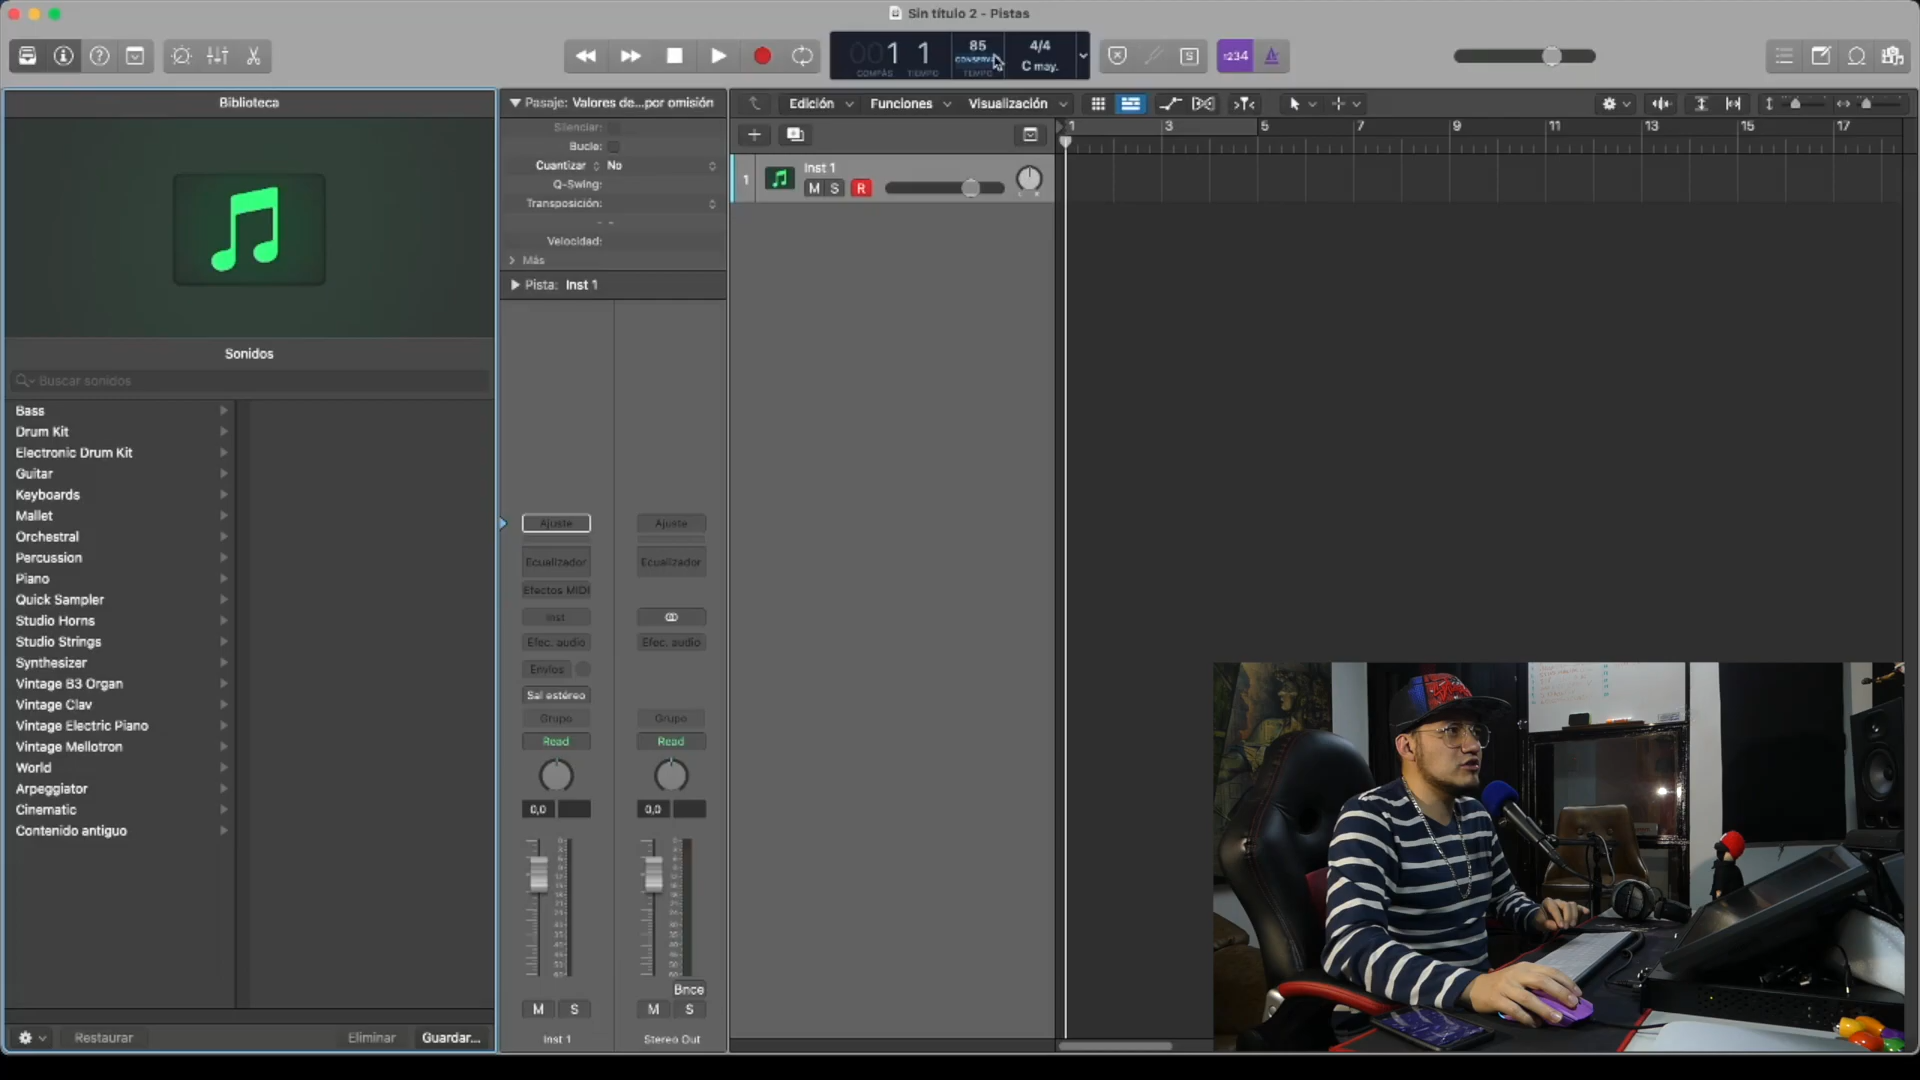 Sin título 2 - Pistas
001 1
COMPÁS TIEMPO
85
CONSERVA
TEMPO
4/4
C may.
1234
S
Biblioteca
Sonidos
Buscar sonidos
Bass
Drum Kit
Electronic Drum Kit
Guitar
Keyboards
Mallet
Orchestral
Percussion
Piano
Quick Sampler
Studio Horns
Studio Strings
Synthesizer
Vintage B3 Organ
Vintage Clav
Vintage Electric Piano
Vintage Mellotron
World
Arpeggiator
Cinematic
Contenido antiguo
Restaurar
Eliminar
Guardar...
Pasaje: Valores de...por omisión
Silenciar:
Bucle:
Cuantizar No
Q-Swing:
Transposición:
- -
Velocidad:
Más
Pista: Inst 1
Ajuste Ajuste
Ecualizador Ecualizador
Efectos MIDI
Inst
Efec. audio Efec. audio
Envíos
Sal estéreo
Grupo Grupo
Read Read
0,0 0,0
Bnce
M S M S
Inst 1 Stereo Out
Edición Funciones Visualización
1 3 5 7 9 11 13 15 17
1
Inst 1
M S R